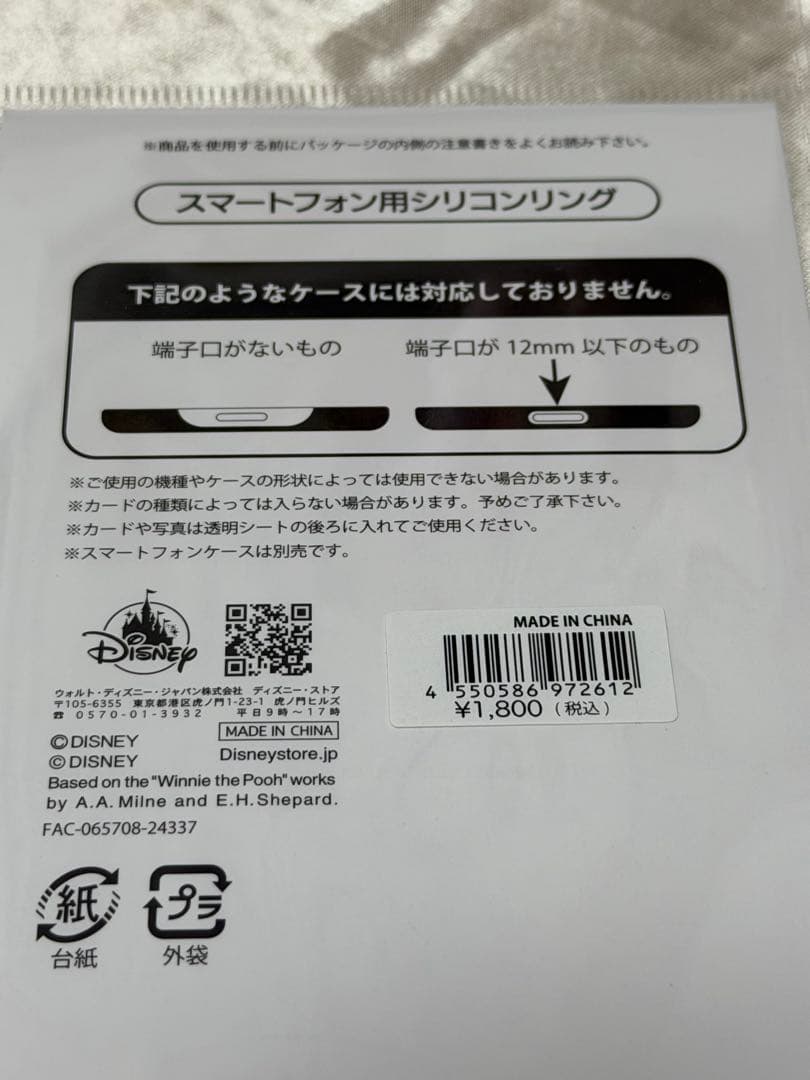 ※商品を使用する前にパッケージの内側の注意書きをよくお読み下さい。
スマートフォン用シリコンリング
下記のようなケースには対応しておりません。
端子口がないもの
端子口が 12mm 以下のもの
※ご使用の機種やケースの形状によっては使用できない場合があります。
※カードの種類によっては入らない場合があります。予めご了承下さい。
※カードや写真は透明シートの後ろに入れてご使用ください。
※スマートフォンケースは別売です。
Disney
ウォルト・ディズニー・ジャパン株式会社 ディズニー・ストア
〒105-6355 東京都港区虎ノ門1-23-1 虎ノ門ヒルズ
☎ 0570-01-3932 平日9時〜17時
©DISNEY
MADE IN CHINA
©DISNEY
Disneystore.jp
Based on the "Winnie the Pooh" works
by A.A. Milne and E.H. Shepard.
FAC-065708-24337
MADE IN CHINA
4 550586 972612
¥1,800（税込）
紙
台紙
プラ
外袋